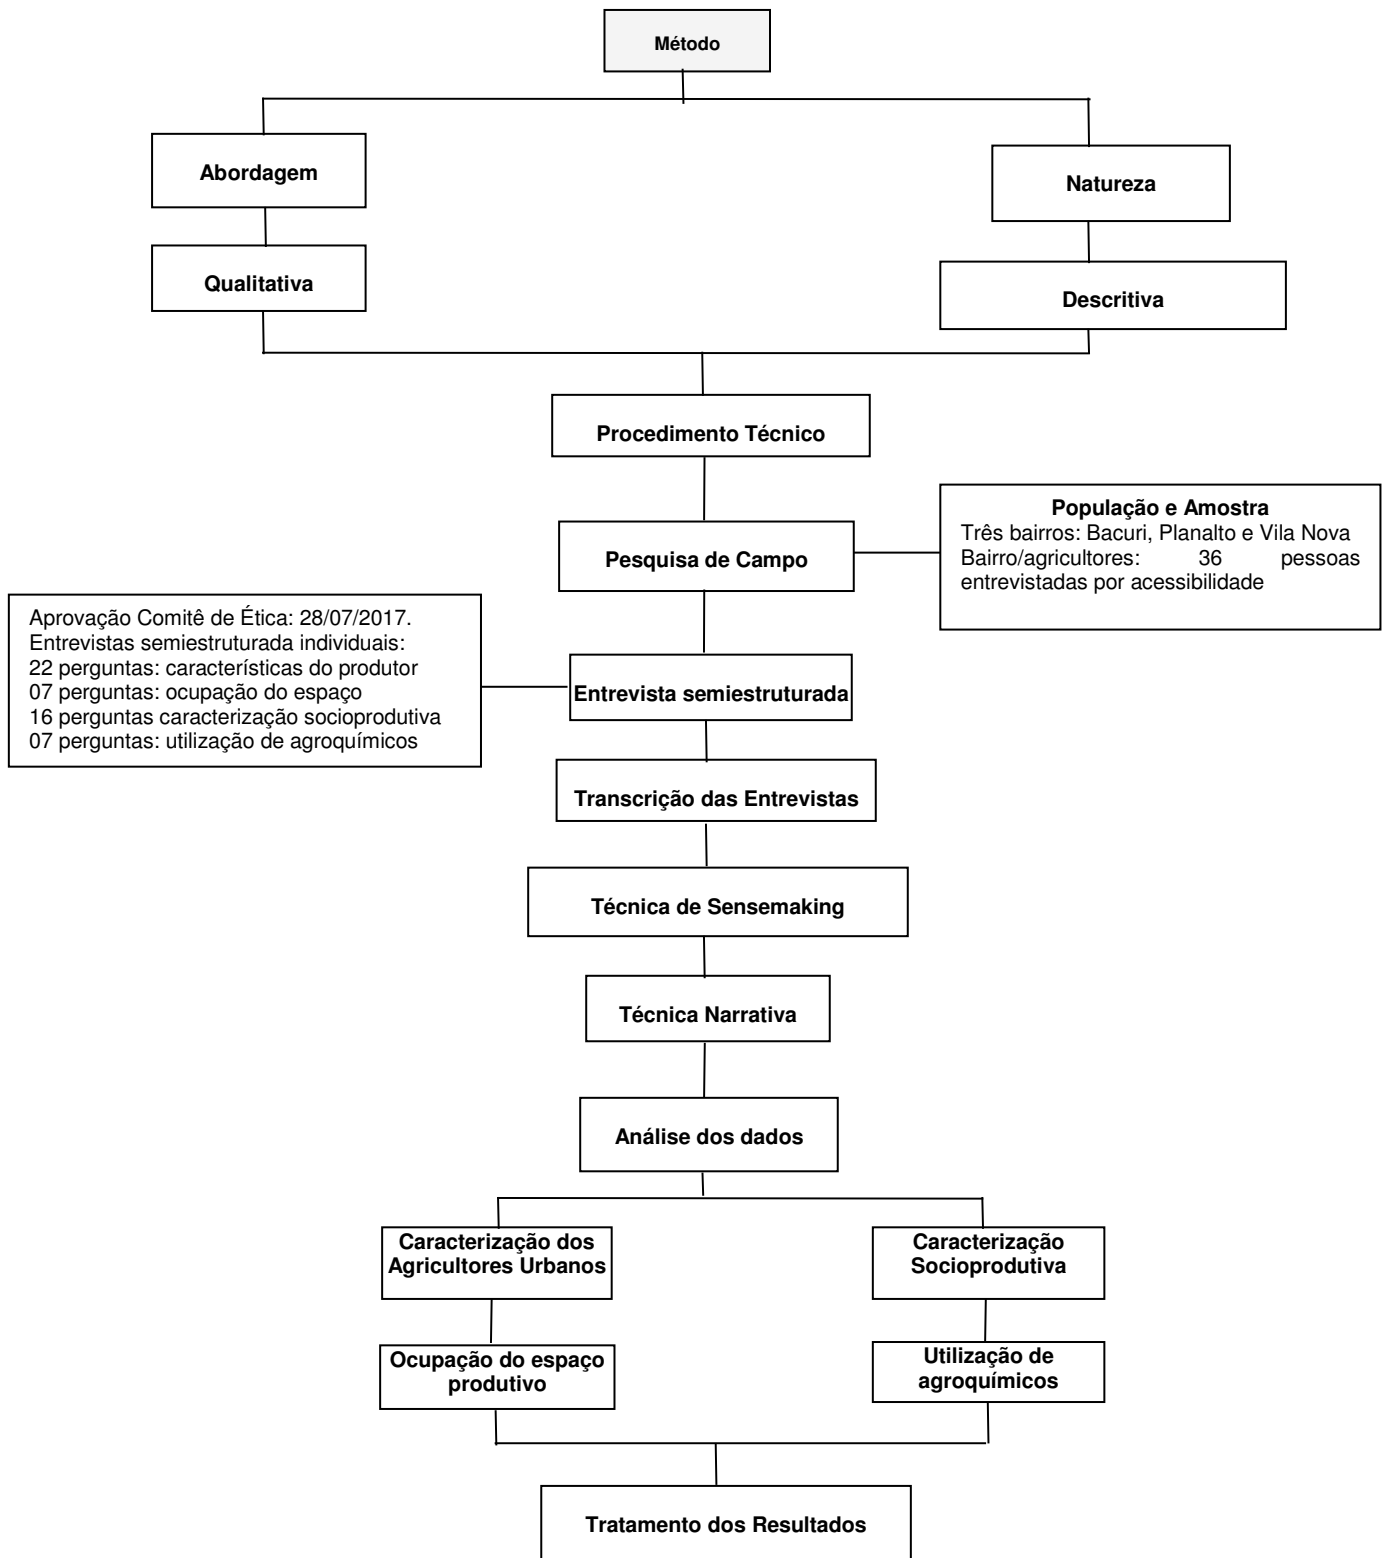 Método
Abordagem
Natureza
Qualitativa
Descritiva
Procedimento Técnico
Pesquisa de Campo
População e Amostra
Três bairros: Bacuri, Planalto e Vila Nova
Bairro/agricultores: 36 pessoas
entrevistadas por acessibilidade
Aprovação Comitê de Ética: 28/07/2017.
Entrevistas semiestruturada individuais:
22 perguntas: características do produtor
07 perguntas: ocupação do espaço
16 perguntas caracterização socioprodutiva
07 perguntas: utilização de agroquímicos
Entrevista semiestruturada
Transcrição das Entrevistas
Técnica de Sensemaking
Técnica Narrativa
Análise dos dados
Caracterização dos
Agricultores Urbanos
Caracterização
Socioprodutiva
Ocupação do espaço
produtivo
Utilização de
agroquímicos
Tratamento dos Resultados